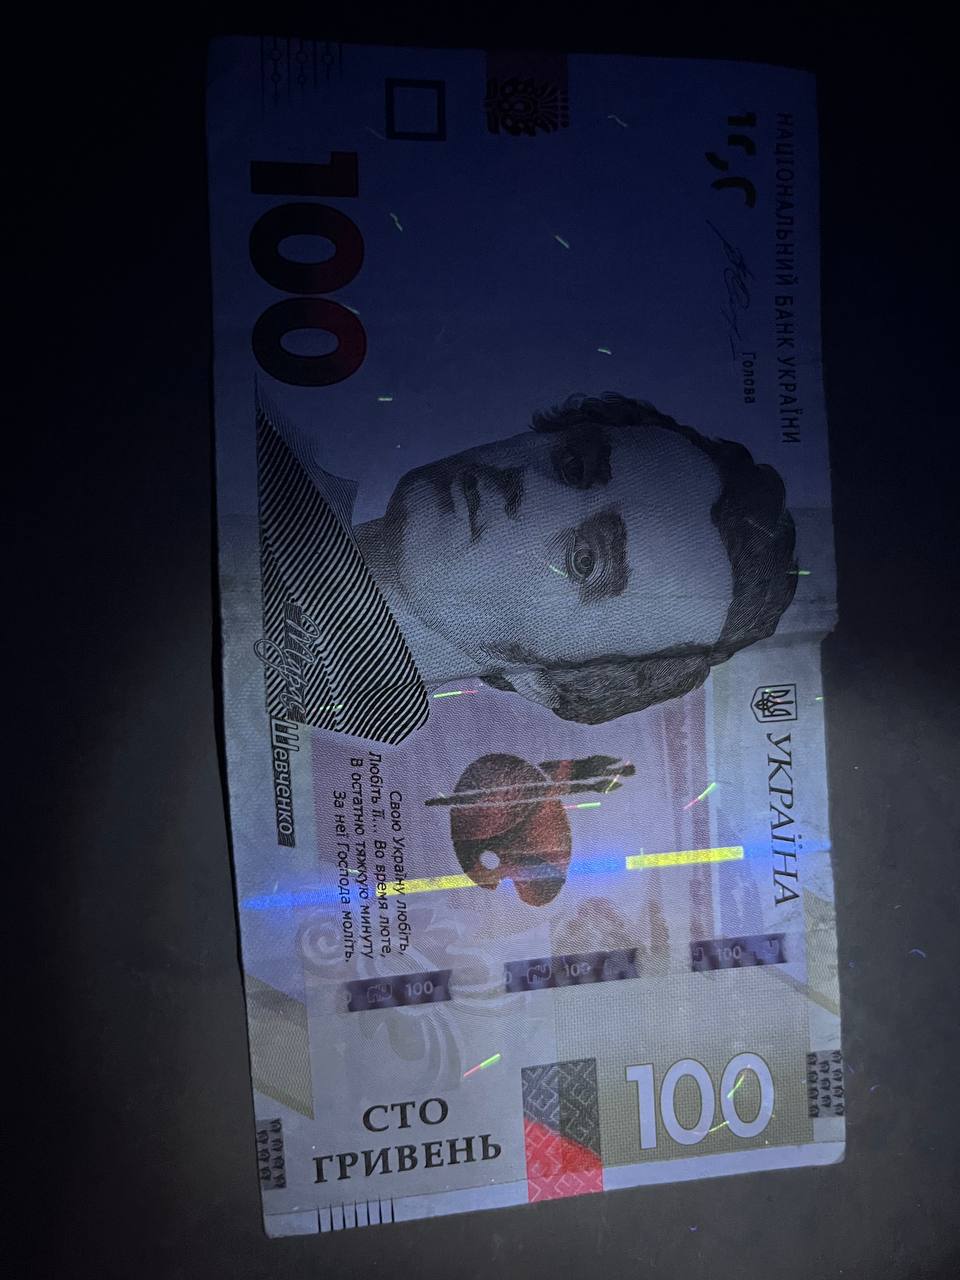 НАЦІОНАЛЬНИЙ БАНК УКРАЇНИ
Голова
100
УКРАЇНА
Свою Україну любіть,
Любіть її... Во время люте,
В остатню тяжкую минуту
За неї Господа моліть.
Шевченко
100
100
100
100
СТО
ГРИВЕНЬ